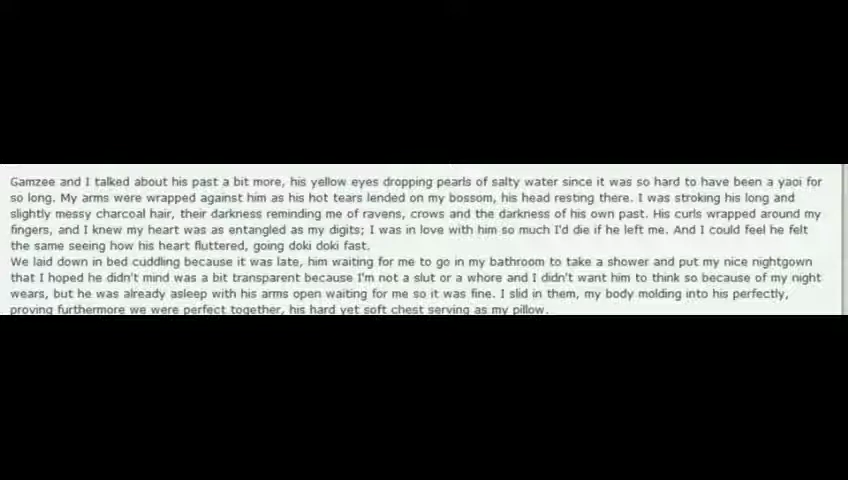 Gamzee and I talked about his past a bit more, his yellow eyes dropping pearls of salty water since it was so hard to have been a yaoi for
so long. My arms were wrapped against him as his hot tears lended on my bossom, his head resting there. I was stroking his long and
slightly messy charcoal hair, their darkness reminding me of ravens, crows and the darkness of his own past. His curls wrapped around my
fingers, and I knew my heart was as entangled as my digits; I was in love with him so much I'd die if he left me. And I could feel he felt
the same seeing how his heart fluttered, going doki doki fast.
We laid down in bed cuddling because it was late, him waiting for me to go in my bathroom to take a shower and put my nice nightgown
that I hoped he didn't mind was a bit transparent because I'm not a slut or a whore and I didn't want him to think so because of my night
wears, but he was already asleep with his arms open waiting for me so it was fine. I slid in them, my body molding into his perfectly,
proving furthermore we were perfect together, his hard yet soft chest serving as my pillow.